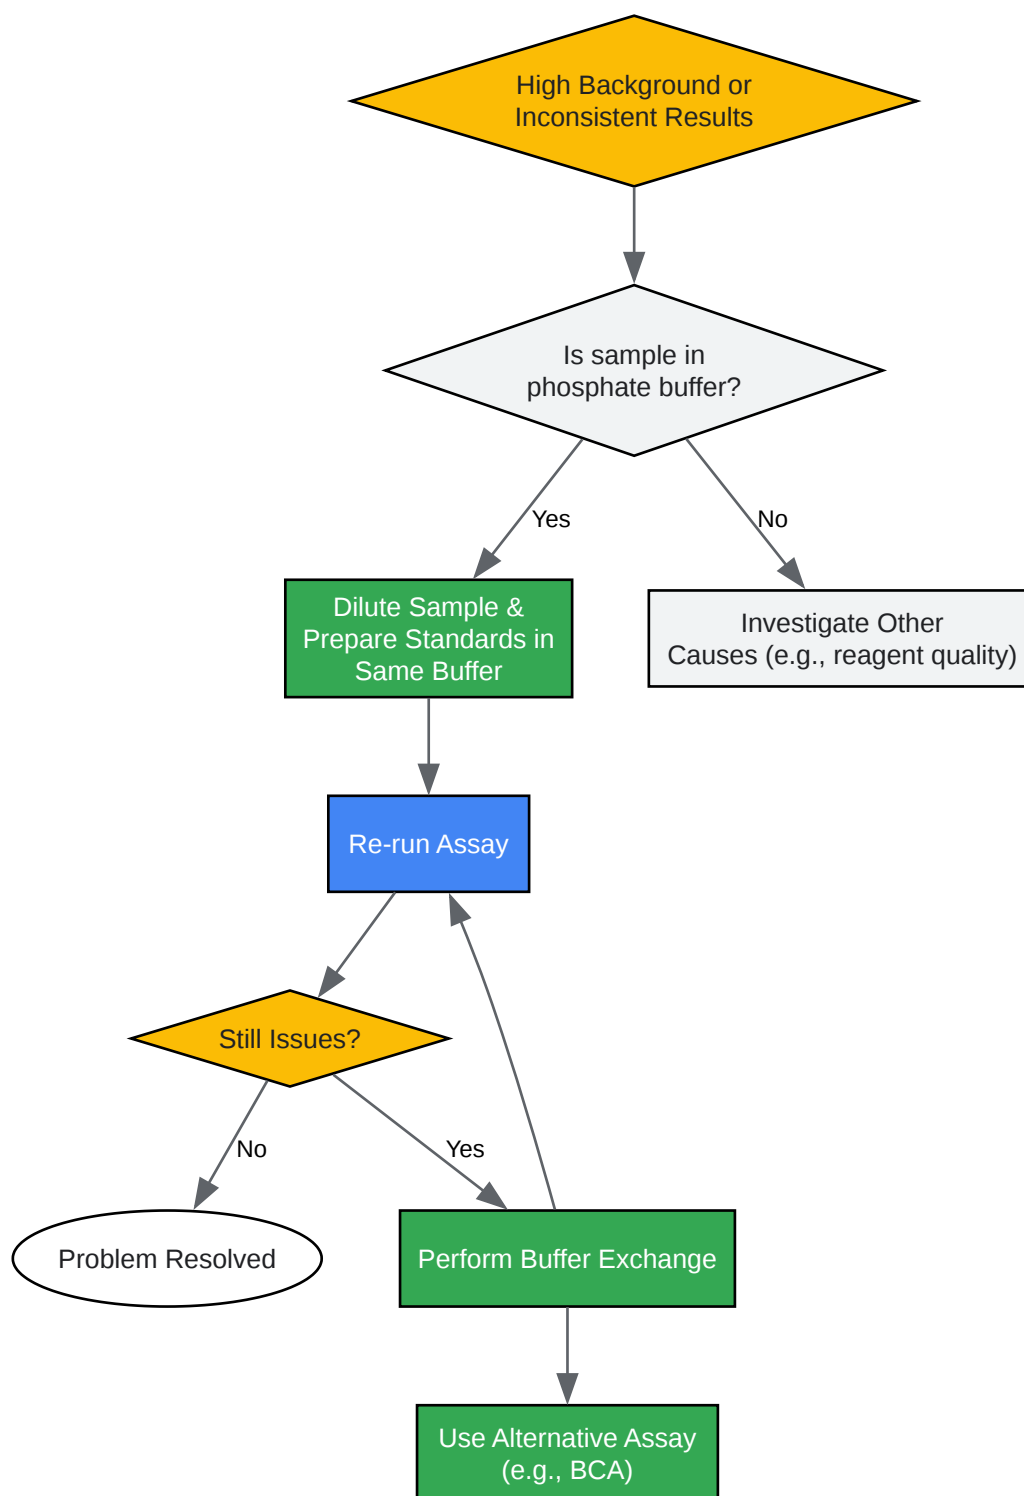 High Background or
Inconsistent Results
Is sample in
phosphate buffer?
Yes
No
Dilute Sample &
Prepare Standards in
Same Buffer
Investigate Other
Causes (e.g., reagent quality)
Re-run Assay
Still Issues?
No
Yes
Problem Resolved
Perform Buffer Exchange
Use Alternative Assay
(e.g., BCA)